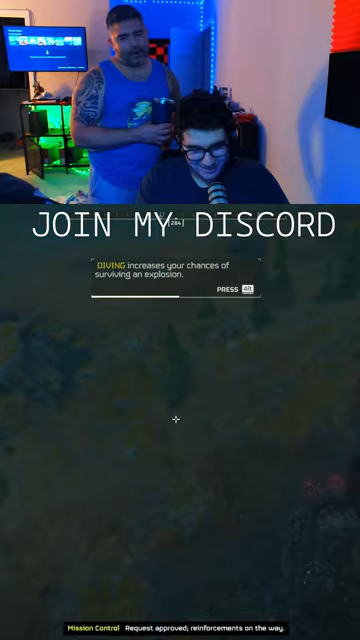 JOIN MY DISCORD
[284]
DIVING increases your chances of
surviving an explosion.
PRESS Alt
Mission Control Request approved; reinforcements on the way.